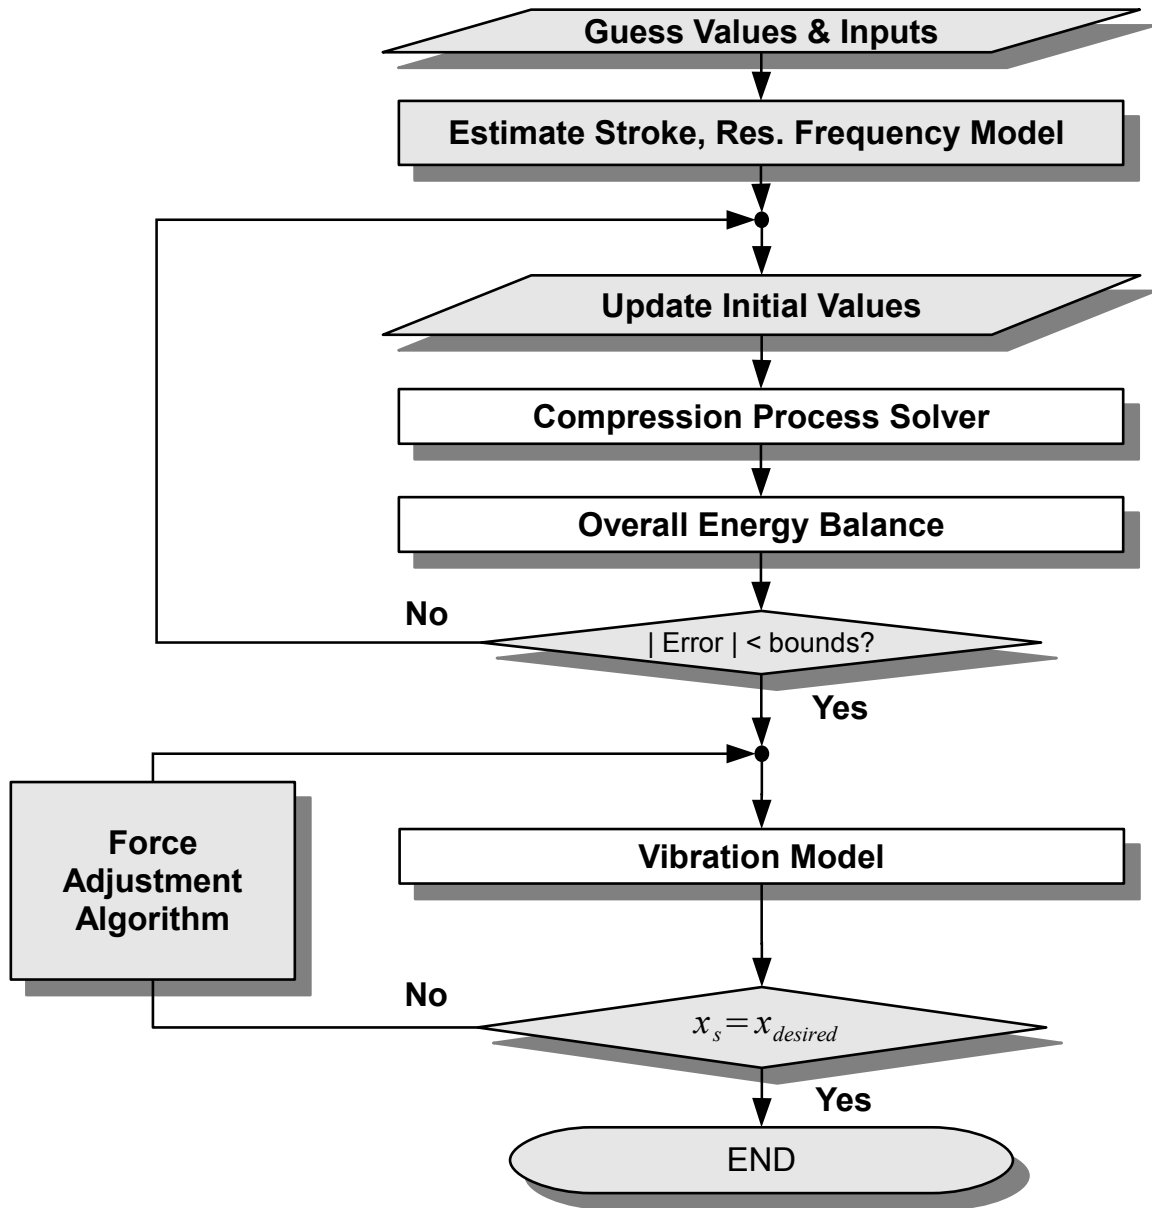 Guess Values & Inputs
Estimate Stroke, Res. Frequency Model
Update Initial Values
Compression Process Solver
Overall Energy Balance
No
| Error | < bounds?
Yes
Force
Adjustment
Algorithm
Vibration Model
No
x_s = x_desired
Yes
END